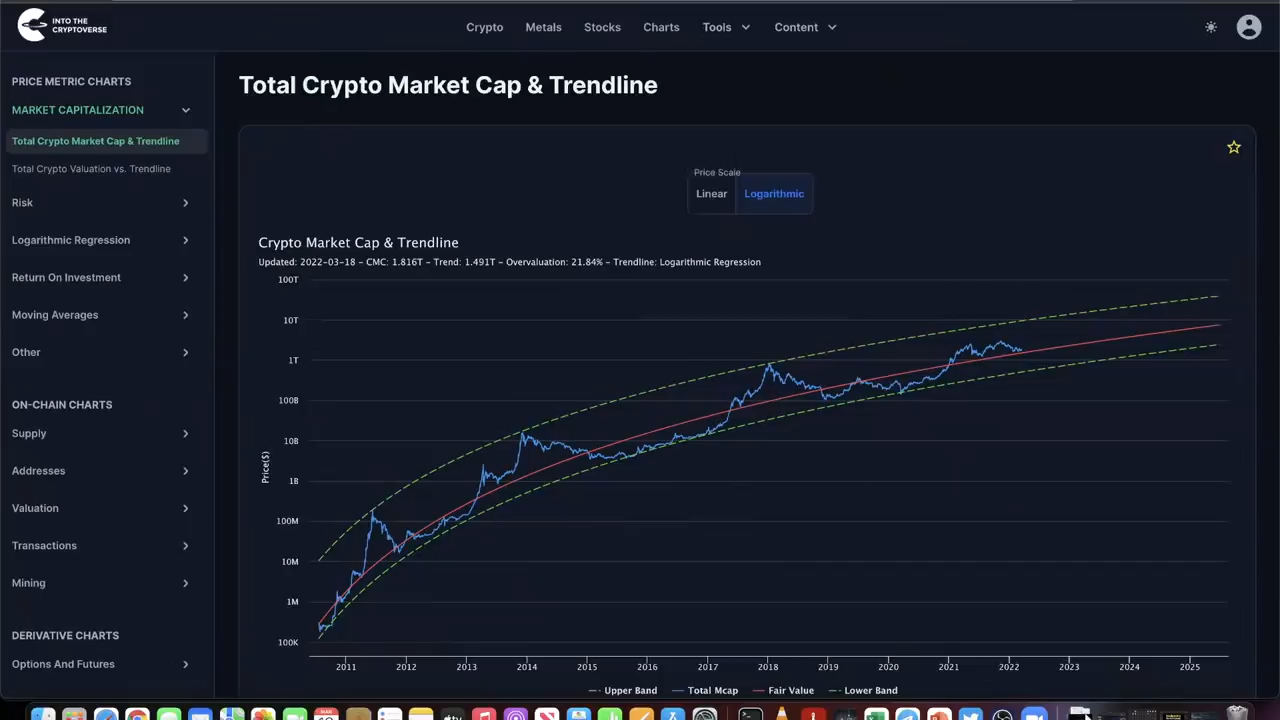 INTO THE
CRYPTOVERSE
Crypto
Metals
Stocks
Charts
Tools
Content
PRICE METRIC CHARTS
MARKET CAPITALIZATION
Total Crypto Market Cap & Trendline
Total Crypto Valuation vs. Trendline
Risk
Logarithmic Regression
Return On Investment
Moving Averages
Other
ON-CHAIN CHARTS
Supply
Addresses
Valuation
Transactions
Mining
DERIVATIVE CHARTS
Options And Futures
Total Crypto Market Cap & Trendline
Price Scale
Linear
Logarithmic
Crypto Market Cap & Trendline
Updated: 2022-03-18 - CMC: 1.816T - Trend: 1.491T - Overvaluation: 21.84% - Trendline: Logarithmic Regression
100T
10T
1T
100B
10B
1B
100M
10M
1M
100K
Price($)
2011
2012
2013
2014
2015
2016
2017
2018
2019
2020
2021
2022
2023
2024
2025
Upper Band
Total Mcap
Fair Value
Lower Band